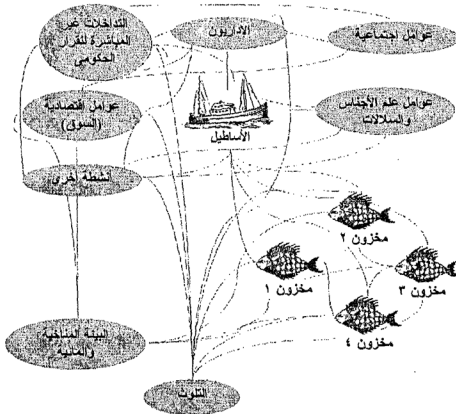 التداخلات غير
المباشرة للقرار
الحكومي
الاداريون
عوامل اجتماعية
عوامل اقتصادية
(السوق)
عوامل علم الأجناس
والسلالات
الأساطيل
أنشطة أخرى
مخزون ٢
مخزون ١
مخزون ٣
مخزون ٤
البيئة المناخية
والمائية
التلوث